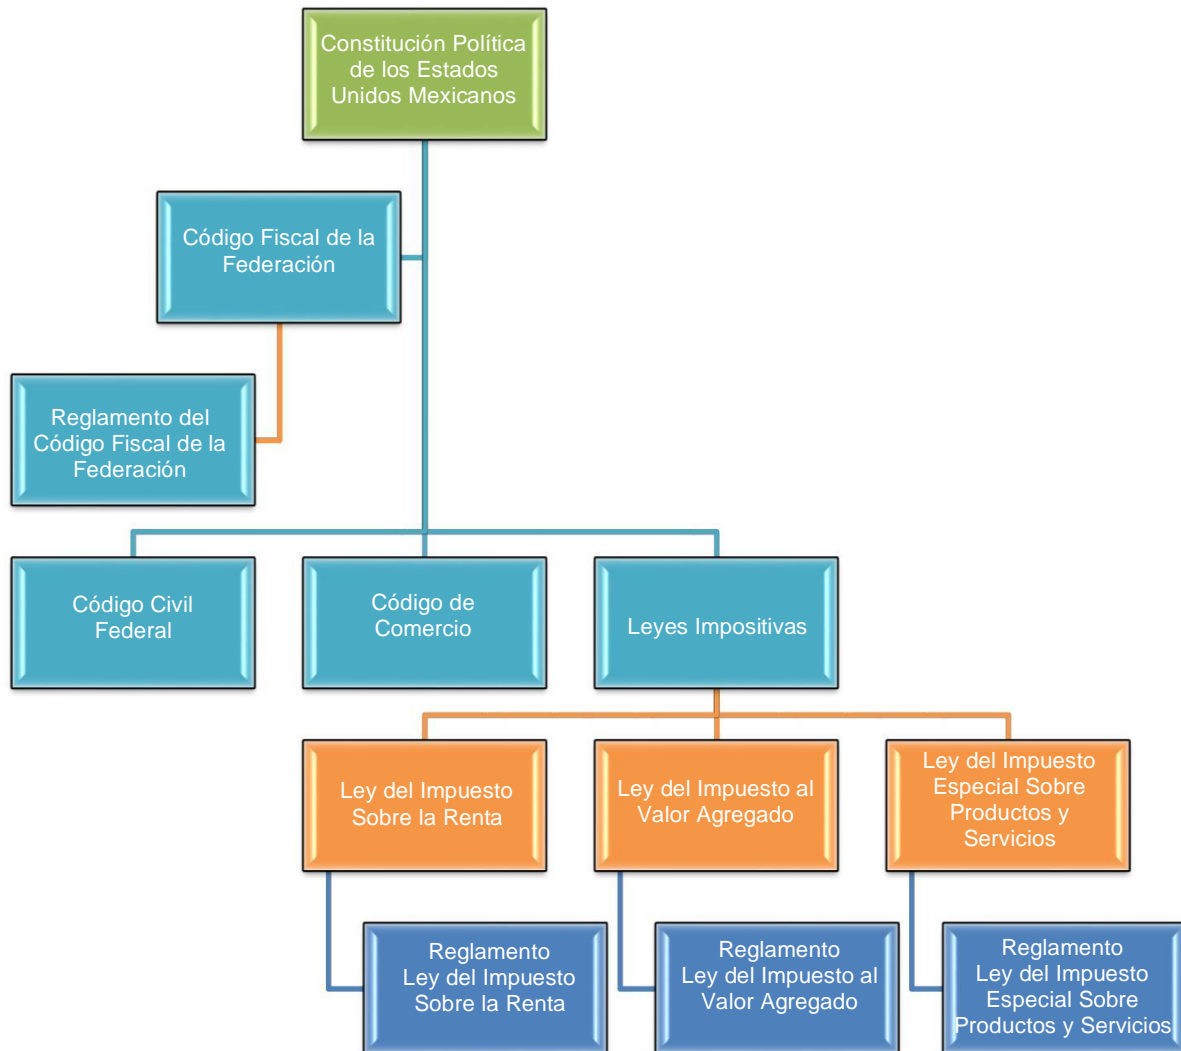 Constitución Política
de los Estados
Unidos Mexicanos
Código Fiscal de la
Federación
Reglamento del
Código Fiscal de la
Federación
Código Civil
Federal
Código de
Comercio
Leyes Impositivas
Ley del Impuesto
Sobre la Renta
Ley del Impuesto al
Valor Agregado
Ley del Impuesto
Especial Sobre
Productos y
Servicios
Reglamento
Ley del Impuesto
Sobre la Renta
Reglamento
Ley del Impuesto al
Valor Agregado
Reglamento
Ley del Impuesto
Especial Sobre
Productos y Servicios